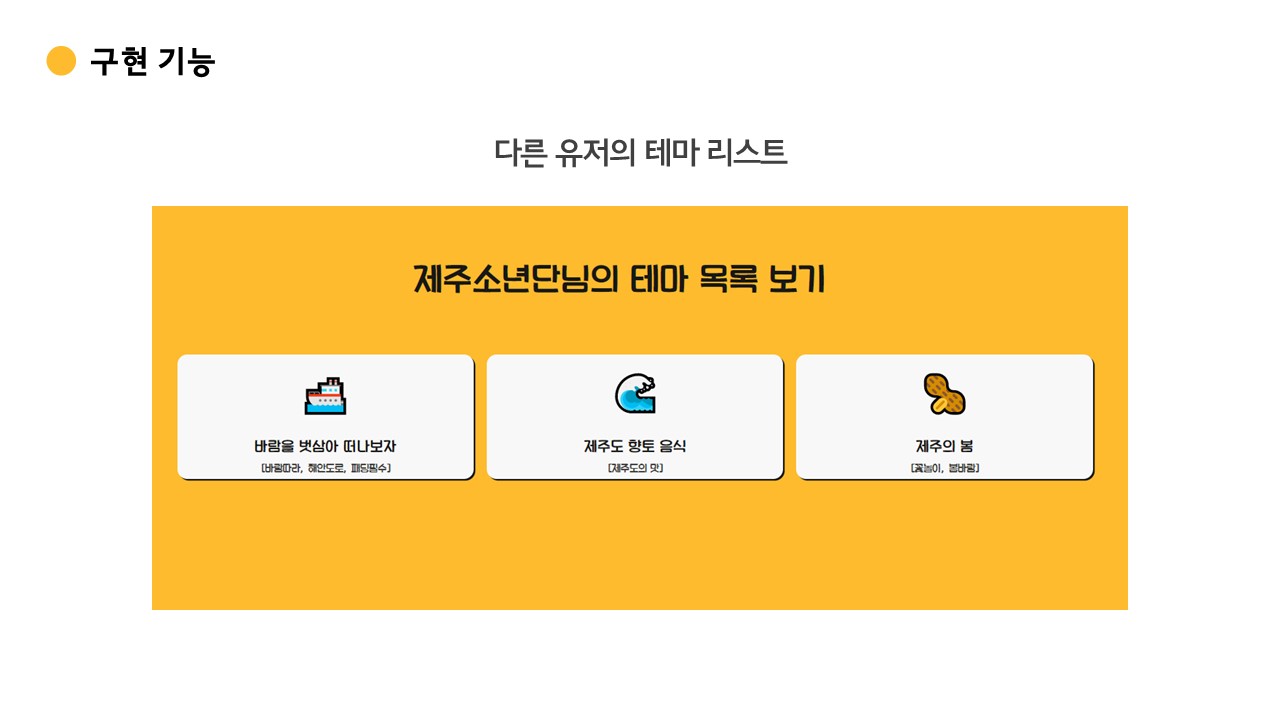 구현 기능
다른 유저의 테마 리스트
제주소년단님의 테마 목록 보기
바람을 벗삼아 떠나보자
[바람따라, 해안도로, 패딩필수]
제주도 향토 음식
[제주도의 맛]
제주의 봄
[꽃놀이, 봄바람]